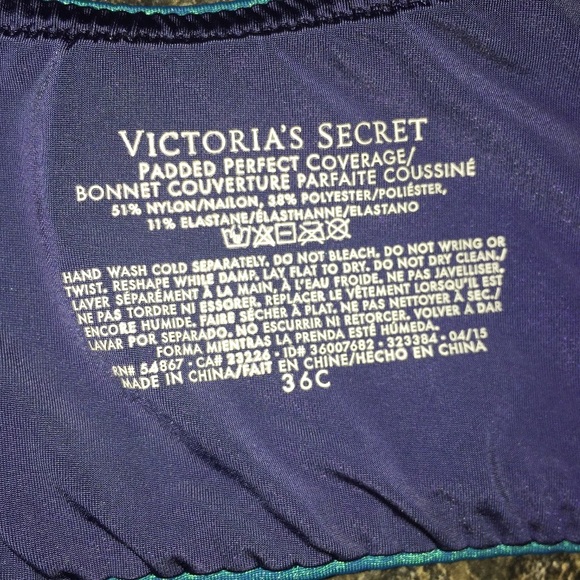 VICTORIA'S SECRET
PADDED PERFECT COVERAGE/
BONNET COUVERTURE PARFAITE COUSSINÉ
51% NYLON/NAILON, 38% POLYESTER/POLIÉSTER,
11% ELASTANE/ÉLASTHANNE/ELASTANO
HAND WASH COLD SEPARATELY. DO NOT BLEACH. DO NOT WRING OR
TWIST. RESHAPE WHILE DAMP. LAY FLAT TO DRY. DO NOT DRY CLEAN./
LAVER SÉPARÉMENT À LA MAIN, À L'EAU FROIDE. NE PAS JAVELLISER.
NE PAS TORDRE NI ESSORER. REPLACER LE VÊTEMENT LORSQU'IL EST
ENCORE HUMIDE. FAIRE SÉCHER À PLAT. NE PAS NETTOYER À SEC./
LAVAR POR SEPARADO. NO ESCURRIR NI RETORCER. VOLVER A DAR
FORMA MIENTRAS LA PRENDA ESTÉ HÚMEDA.
RN# 54867 - CA# 23226 - ID# 36007682 - 323384 - 04/15
MADE IN CHINA/FAIT EN CHINE/HECHO EN CHINA
36C